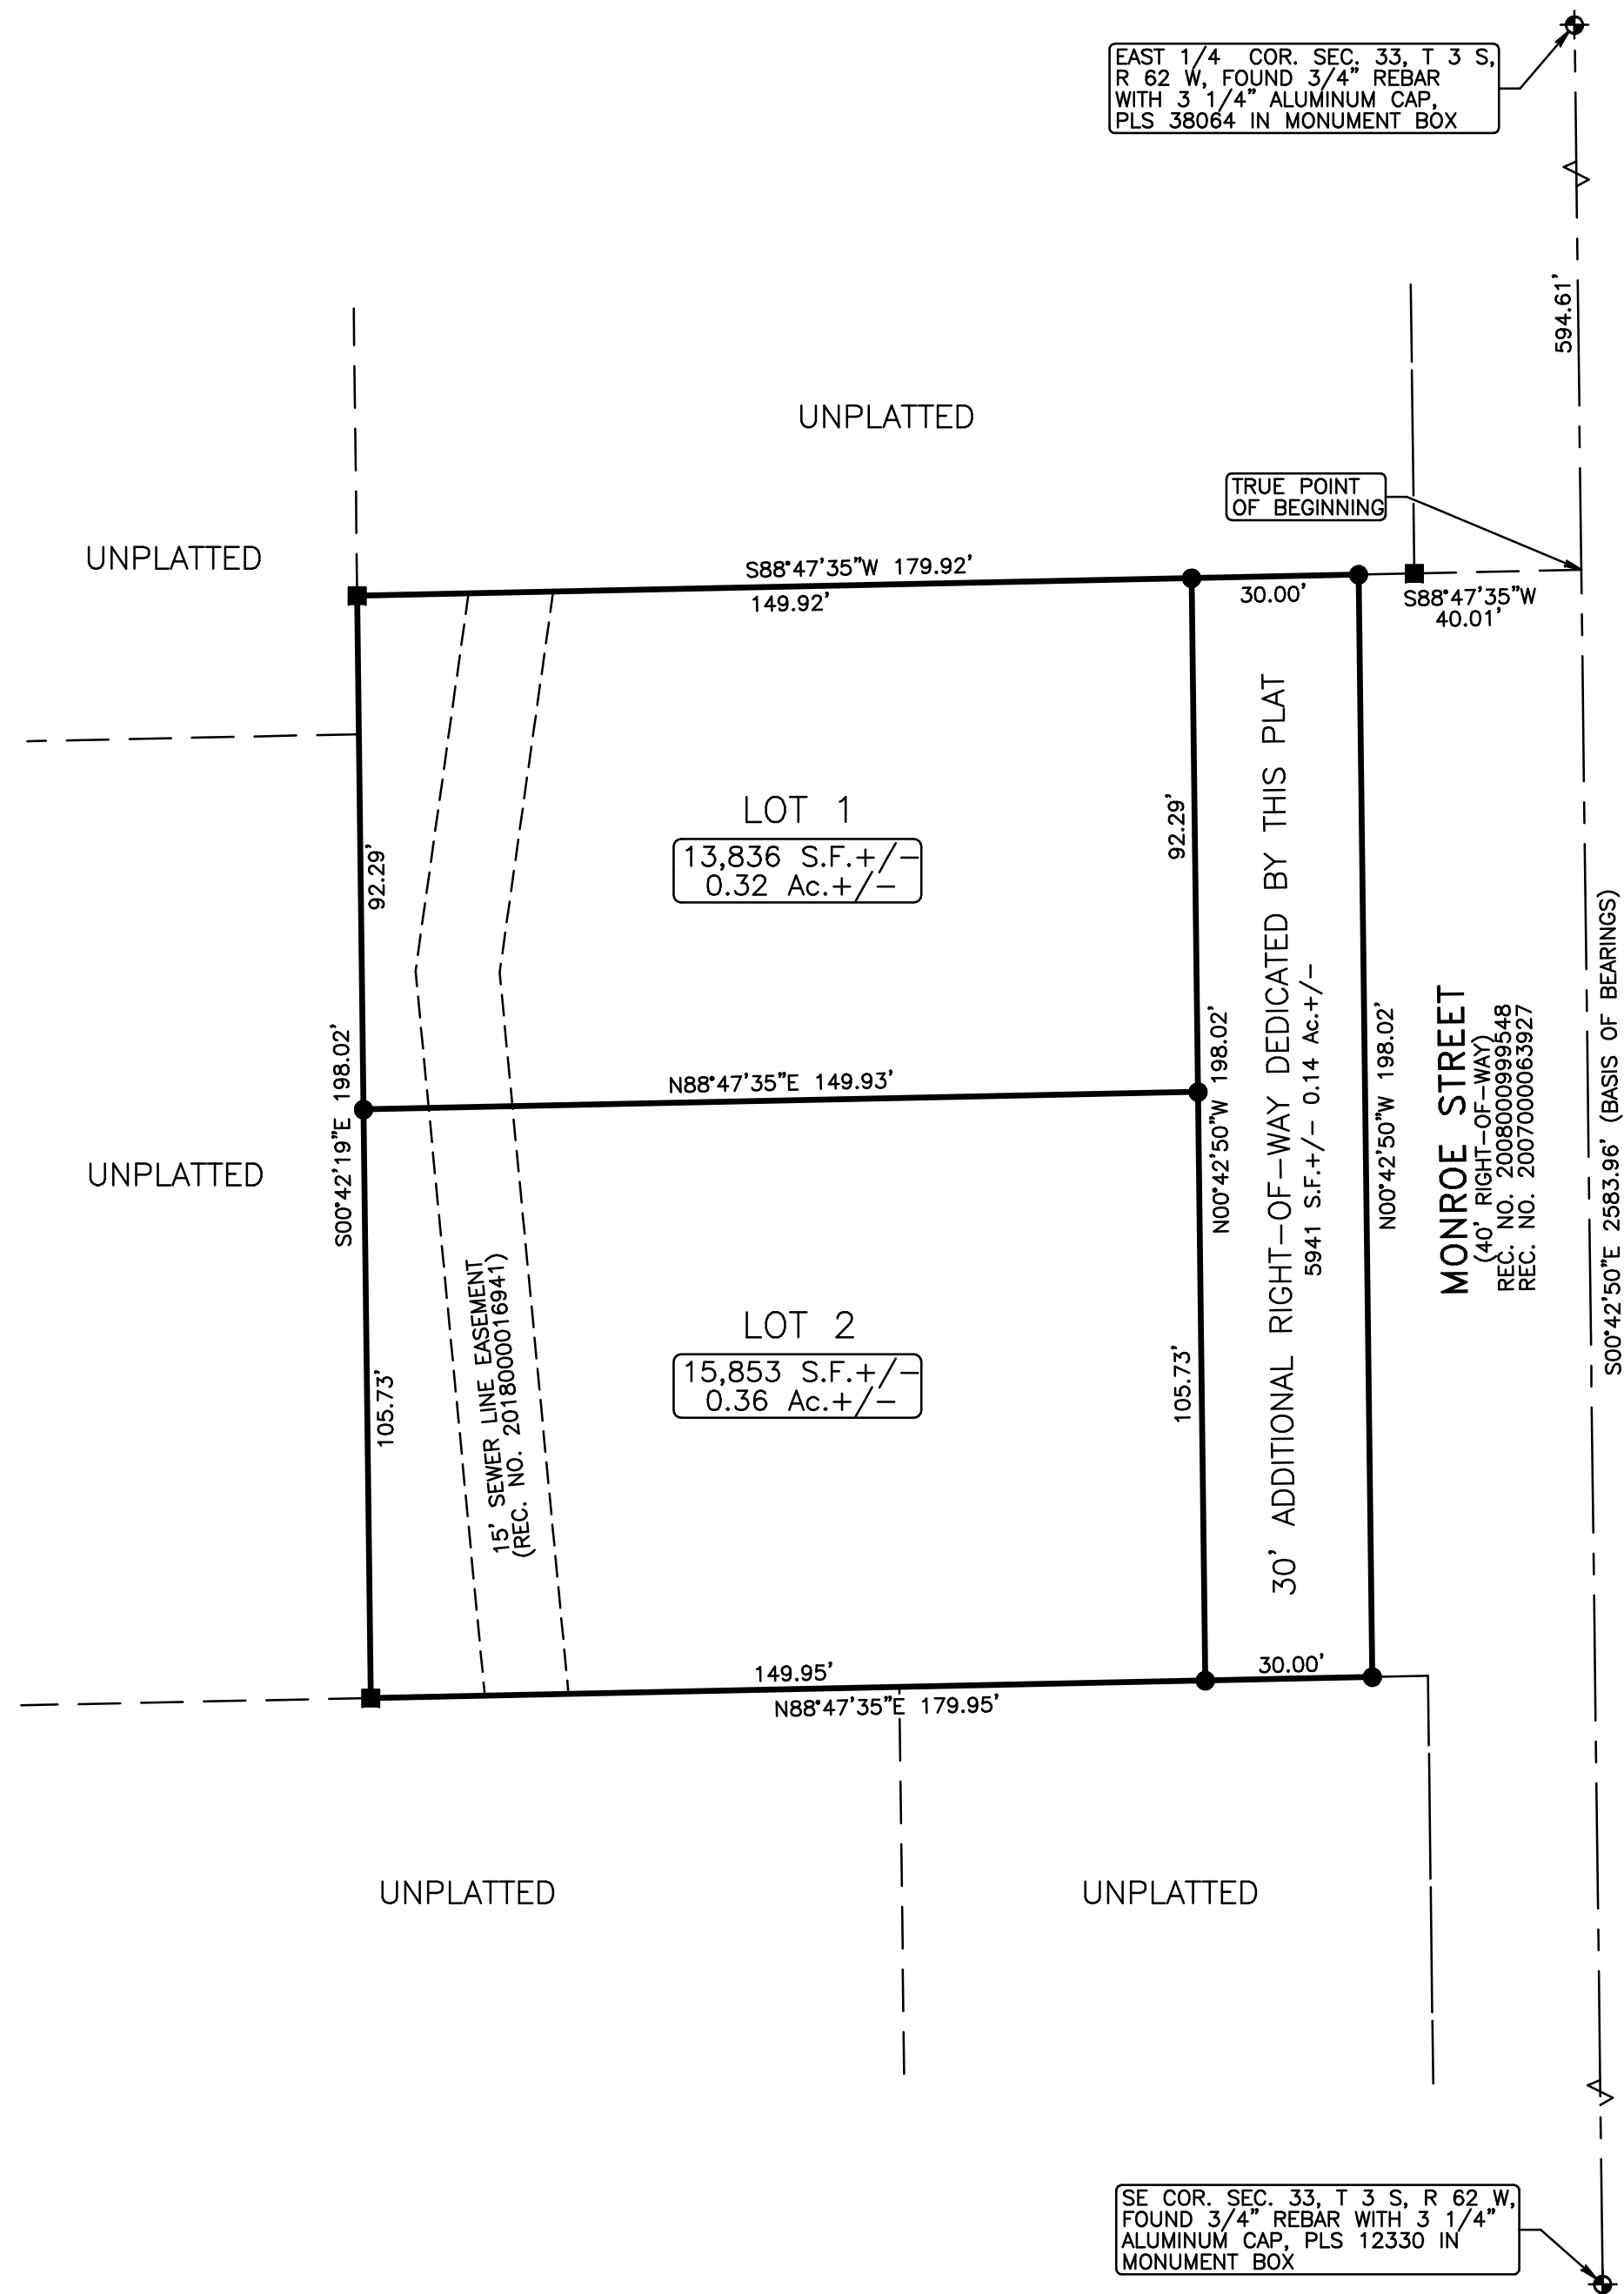 EAST 1/4 COR. SEC. 33, T 3 S,
R 62 W, FOUND 3/4" REBAR
WITH 3 1/4" ALUMINUM CAP,
PLS 38064 IN MONUMENT BOX
594.61'
UNPLATTED
TRUE POINT
OF BEGINNING
UNPLATTED
S88°47'35"W 179.92'
149.92'
30.00'
S88°47'35"W
40.01'
LOT 1
13,836 S.F.+/-
0.32 Ac.+/-
92.29'
92.29'
S00°42'19"E 198.02'
N88°47'35"E 149.93'
N00°42'50"W 198.02'
30' ADDITIONAL RIGHT-OF-WAY DEDICATED BY THIS PLAT
5941 S.F.+/- 0.14 Ac.+/-
N00°42'50"W 198.02'
MONROE STREET
(40' RIGHT-OF-WAY)
REC. NO. 2008000999548
REC. NO. 2007000063927
S00°42'50"E 2583.96' (BASIS OF BEARINGS)
UNPLATTED
15' SEWER LINE EASEMENT
(REC. NO. 2018000016941)
LOT 2
15,853 S.F.+/-
0.36 Ac.+/-
105.73'
105.73'
149.95'
30.00'
N88°47'35"E 179.95'
UNPLATTED
UNPLATTED
SE COR. SEC. 33, T 3 S, R 62 W,
FOUND 3/4" REBAR WITH 3 1/4"
ALUMINUM CAP, PLS 12330 IN
MONUMENT BOX